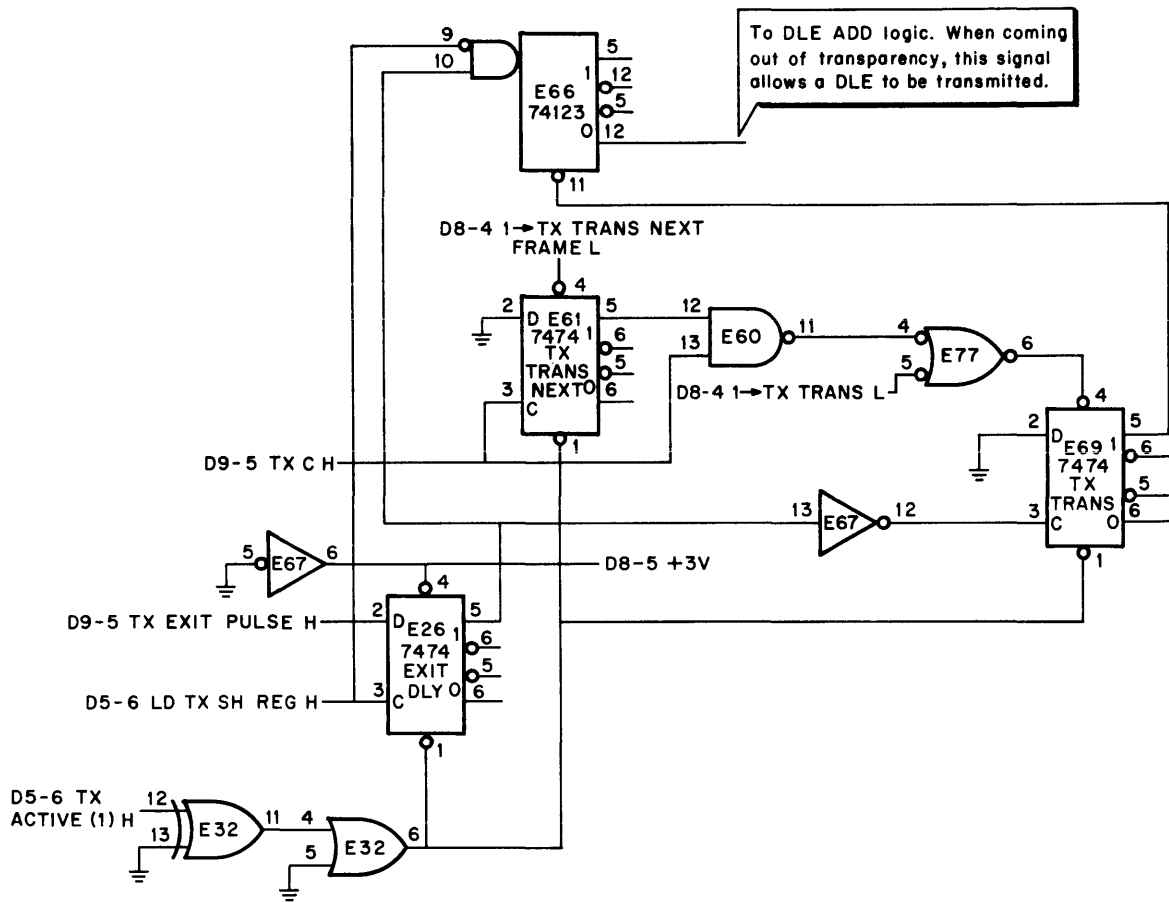 To DLE ADD logic. When coming
out of transparency, this signal
allows a DLE to be transmitted.
9
10
E66
74123
5
1
12
5
O
12
11
D8-4 1→TX TRANS NEXT
FRAME L
4
2
D E61
7474
TX
TRANS
NEXT
5
1
6
5
O
6
3
C
1
12
13
E60
11
4
5
E77
6
D8-4 1→TX TRANS L
4
2
D
E69
7474
TX
TRANS
5
1
6
5
O
6
3
C
1
D9-5 TX C H
13
E67
12
5
E67
6
D8-5 +3V
4
D9-5 TX EXIT PULSE H
2
D
E26
7474
EXIT
DLY
5
1
6
5
O
6
D5-6 LD TX SH REG H
3
C
1
D5-6 TX
ACTIVE (1) H
12
13
E32
11
4
5
E32
6